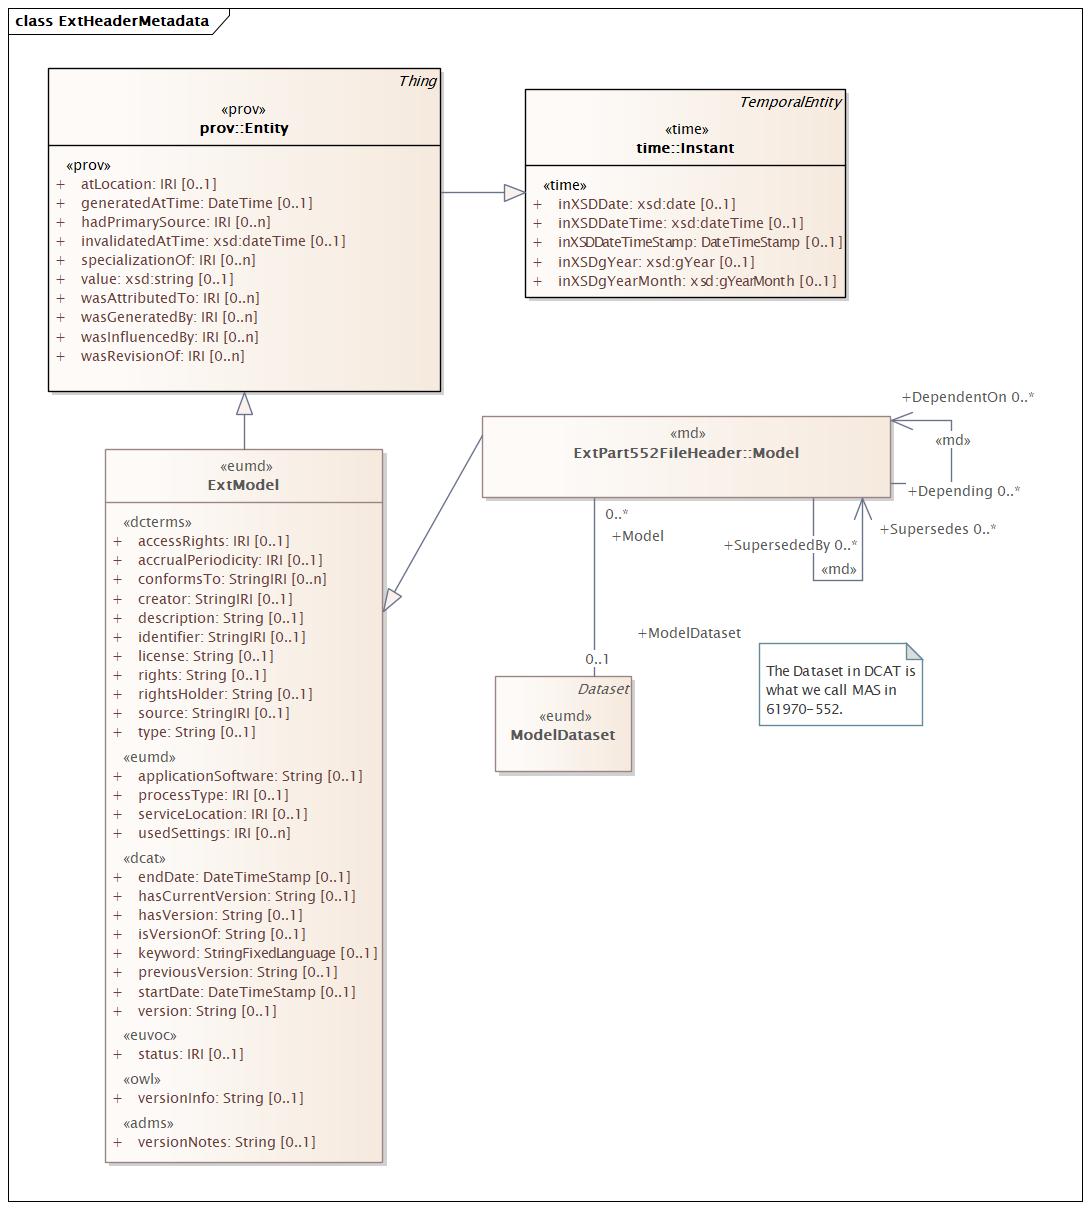 class ExtHeaderMetadata
Thing
«prov»
prov::Entity
«prov»
+ atLocation: IRI [0..1]
+ generatedAtTime: DateTime [0..1]
+ hadPrimarySource: IRI [0..n]
+ invalidatedAtTime: xsd:dateTime [0..1]
+ specializationOf: IRI [0..n]
+ value: xsd:string [0..1]
+ wasAttributedTo: IRI [0..n]
+ wasGeneratedBy: IRI [0..n]
+ wasInfluencedBy: IRI [0..n]
+ wasRevisionOf: IRI [0..n]
TemporalEntity
«time»
time::Instant
«time»
+ inXSDDate: xsd:date [0..1]
+ inXSDDateTime: xsd:dateTime [0..1]
+ inXSDDateTimeStamp: DateTimeStamp [0..1]
+ inXSDgYear: xsd:gYear [0..1]
+ inXSDgYearMonth: xsd:gYearMonth [0..1]
«eumd»
ExtModel
«dcterms»
+ accessRights: IRI [0..1]
+ accrualPeriodicity: IRI [0..1]
+ conformsTo: StringIRI [0..n]
+ creator: StringIRI [0..1]
+ description: String [0..1]
+ identifier: StringIRI [0..1]
+ license: String [0..1]
+ rights: String [0..1]
+ rightsHolder: String [0..1]
+ source: StringIRI [0..1]
+ type: String [0..1]
«eumd»
+ applicationSoftware: String [0..1]
+ processType: IRI [0..1]
+ serviceLocation: IRI [0..1]
+ usedSettings: IRI [0..n]
«dcat»
+ endDate: DateTimeStamp [0..1]
+ hasCurrentVersion: String [0..1]
+ hasVersion: String [0..1]
+ isVersionOf: String [0..1]
+ keyword: StringFixedLanguage [0..1]
+ previousVersion: String [0..1]
+ startDate: DateTimeStamp [0..1]
+ version: String [0..1]
«euvoc»
+ status: IRI [0..1]
«owl»
+ versionInfo: String [0..1]
«adms»
+ versionNotes: String [0..1]
«md»
ExtPart552FileHeader::Model
+DependentOn 0..*
«md»
+Depending 0..*
+Supersedes 0..*
+SupersededBy 0..*
«md»
0..*
+Model
+ModelDataset
0..1
Dataset
«eumd»
ModelDataset
The Dataset in DCAT is
what we call MAS in
61970-552.